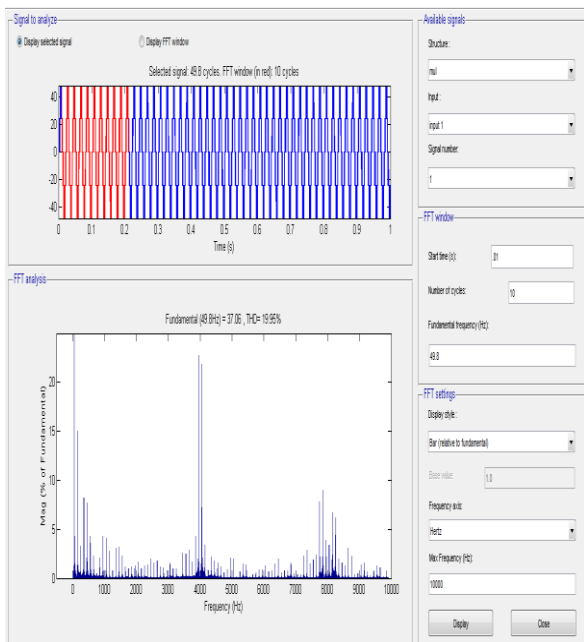 Signal to analyze
Display selected signal
Display FFT window
Selected signal: 49.8 cycles. FFT window (in red): 10 cycles
40
20
0
-20
-40
0 0.1 0.2 0.3 0.4 0.5 0.6 0.7 0.8 0.9 1
Time (s)
FFT analysis
Fundamental (49.8Hz) = 37.06 , THD= 19.95%
Mag (% of Fundamental)
20
15
10
5
0
0 1000 2000 3000 4000 5000 6000 7000 8000 9000 10000
Frequency (Hz)
Available signals
Structure :
mul
Input :
input 1
Signal number:
1
FFT window
Start time (s):
.01
Number of cycles:
10
Fundamental frequency (Hz):
49.8
FFT settings
Display style :
Bar (relative to fundamental)
Base value:
1.0
Frequency axis:
Hertz
Max Frequency (Hz):
10000
Display
Close